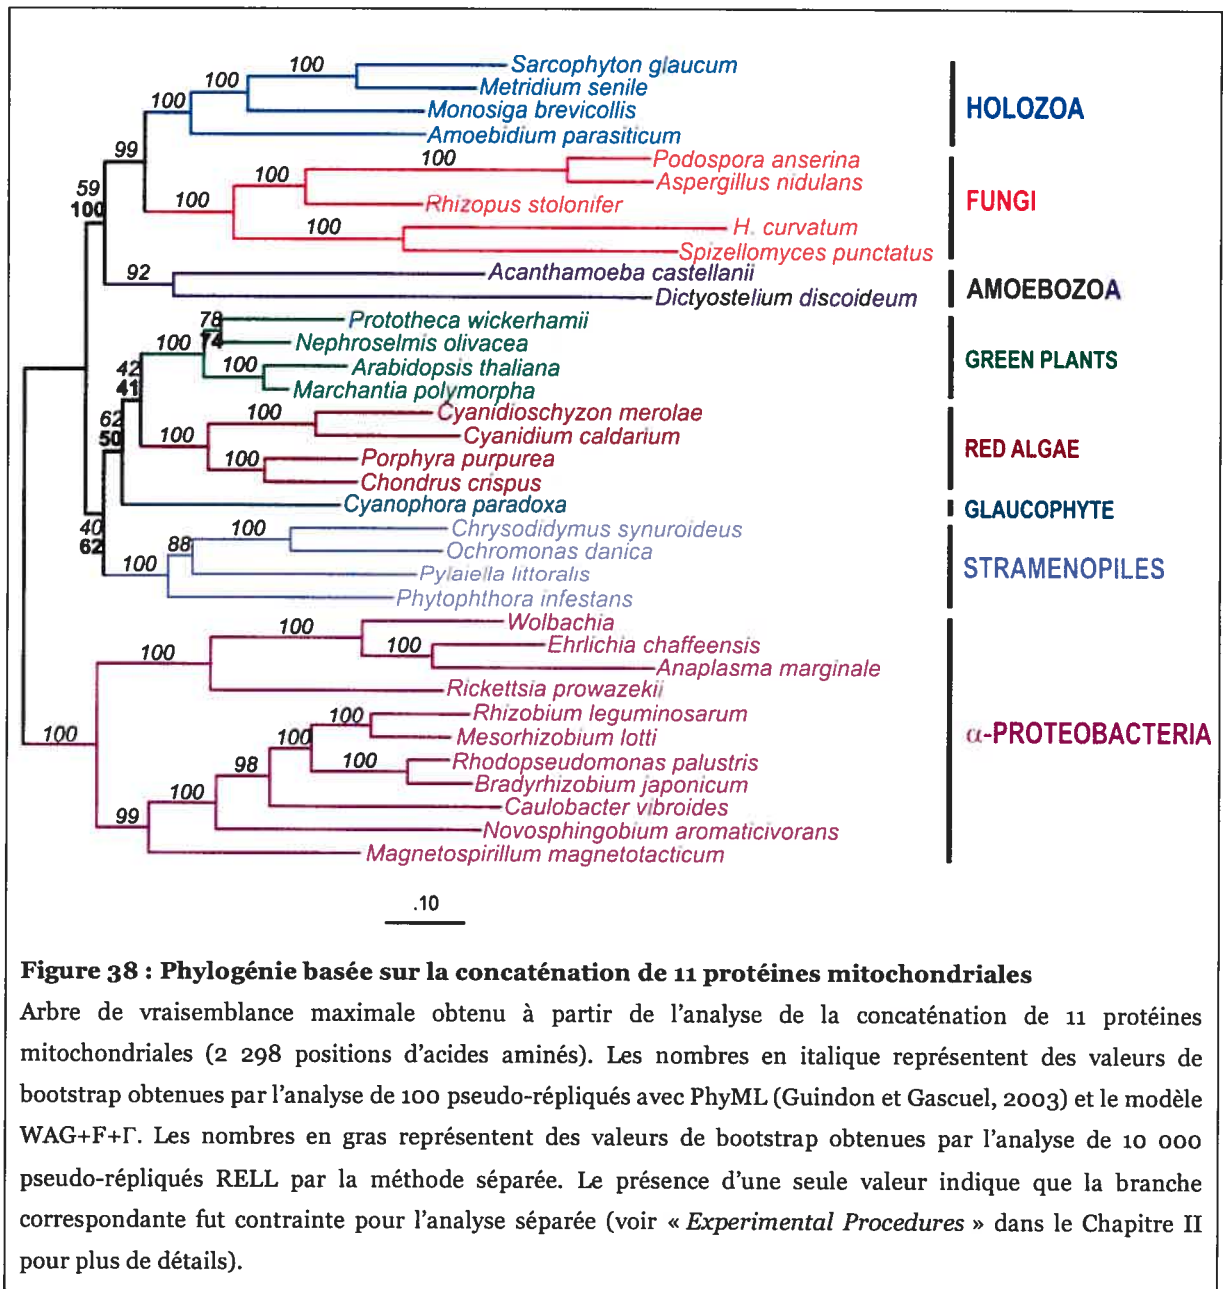 100
Sarcophyton glaucum
100
Metridium senile
100
Monosiga brevicollis
HOLOZOA
Amoebidium parasiticum
99
100
Podospora anserina
100
Aspergillus nidulans
59
100
100
Rhizopus stolonifer
FUNGI
100
H. curvatum
Spizellomyces punctatus
92
Acanthamoeba castellanii
Dictyostelium discoideum
AMOEBOZOA
78
74
Prototheca wickerhamii
100
Nephroselmis olivacea
42
41
100
Arabidopsis thaliana
GREEN PLANTS
Marchantia polymorpha
62
50
100
Cyanidioschyzon merolae
100
Cyanidium caldarium
RED ALGAE
100
Porphyra purpurea
Chondrus crispus
Cyanophora paradoxa
GLAUCOPHYTE
40
62
100
Chrysodidymus synuroideus
88
Ochromonas danica
100
Pylaiella littoralis
STRAMENOPILES
Phytophthora infestans
100
Wolbachia
100
100
Ehrlichia chaffeensis
Anaplasma marginale
Rickettsia prowazekii
100
100
Rhizobium leguminosarum
100
Mesorhizobium lotti
α-PROTEOBACTERIA
98
100
Rhodopseudomonas palustris
100
Bradyrhizobium japonicum
99
Caulobacter vibroides
Novosphingobium aromaticivorans
Magnetospirillum magnetotacticum
.10
Figure 38 : Phylogénie basée sur la concaténation de 11 protéines mitochondriales
Arbre de vraisemblance maximale obtenu à partir de l'analyse de la concaténation de 11 protéines
mitochondriales (2 298 positions d'acides aminés). Les nombres en italique représentent des valeurs de
bootstrap obtenues par l'analyse de 100 pseudo-répliqués avec PhyML (Guindon et Gascuel, 2003) et le modèle
WAG+F+Γ. Les nombres en gras représentent des valeurs de bootstrap obtenues par l'analyse de 10 000
pseudo-répliqués RELL par la méthode séparée. Le présence d'une seule valeur indique que la branche
correspondante fut contrainte pour l'analyse séparée (voir « Experimental Procedures » dans le Chapitre II
pour plus de détails).